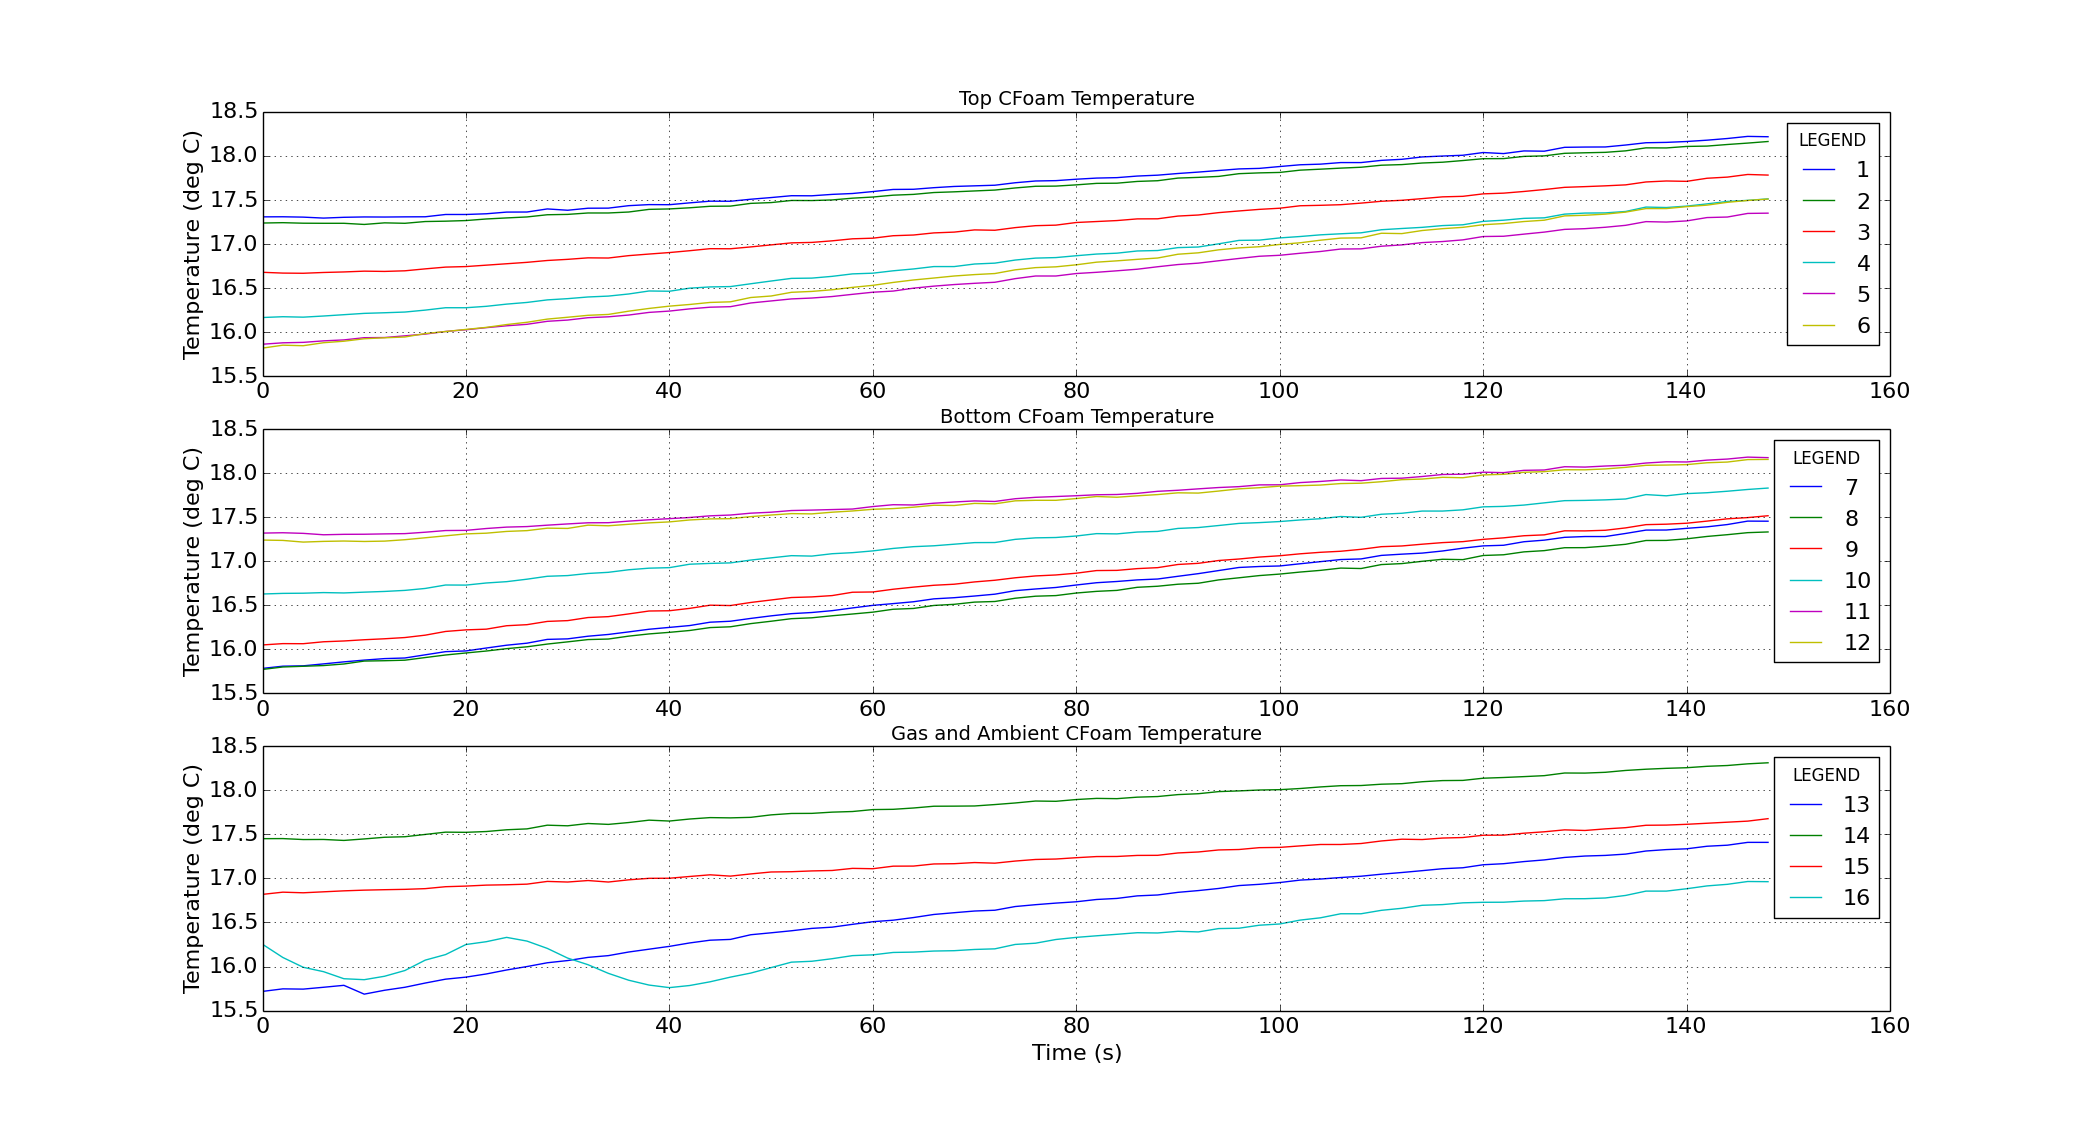 Top CFoam Temperature
Temperature (deg C)
18.5
18.0
17.5
17.0
16.5
16.0
15.5
0 20 40 60 80 100 120 140 160
LEGEND
1
2
3
4
5
6
Bottom CFoam Temperature
Temperature (deg C)
18.5
18.0
17.5
17.0
16.5
16.0
15.5
0 20 40 60 80 100 120 140 160
LEGEND
7
8
9
10
11
12
Gas and Ambient CFoam Temperature
Temperature (deg C)
18.5
18.0
17.5
17.0
16.5
16.0
15.5
0 20 40 60 80 100 120 140 160
LEGEND
13
14
15
16
Time (s)